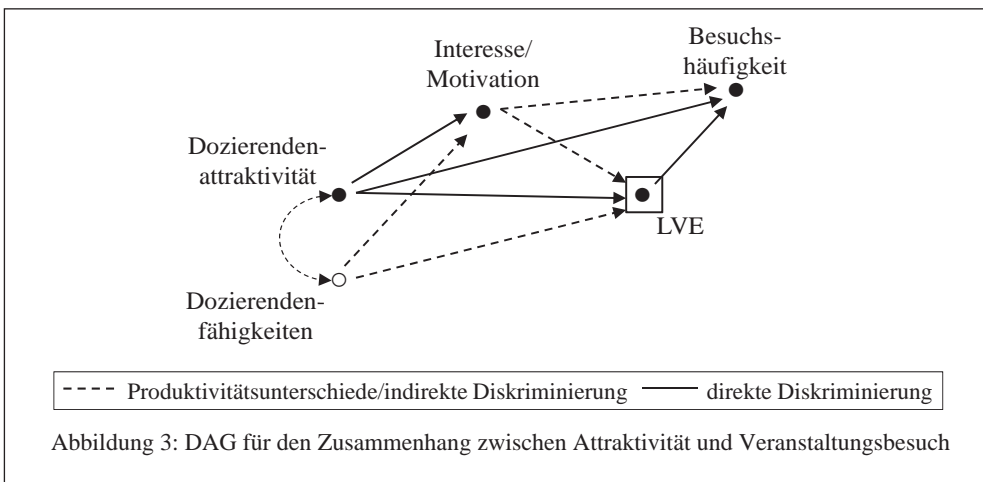 Interesse/
Motivation
Besuchs-
häufigkeit
Dozierenden-
attraktivität
LVE
Dozierenden-
fähigkeiten
Produktivitätsunterschiede/indirekte Diskriminierung direkte Diskriminierung
Abbildung 3: DAG für den Zusammenhang zwischen Attraktivität und Veranstaltungsbesuch